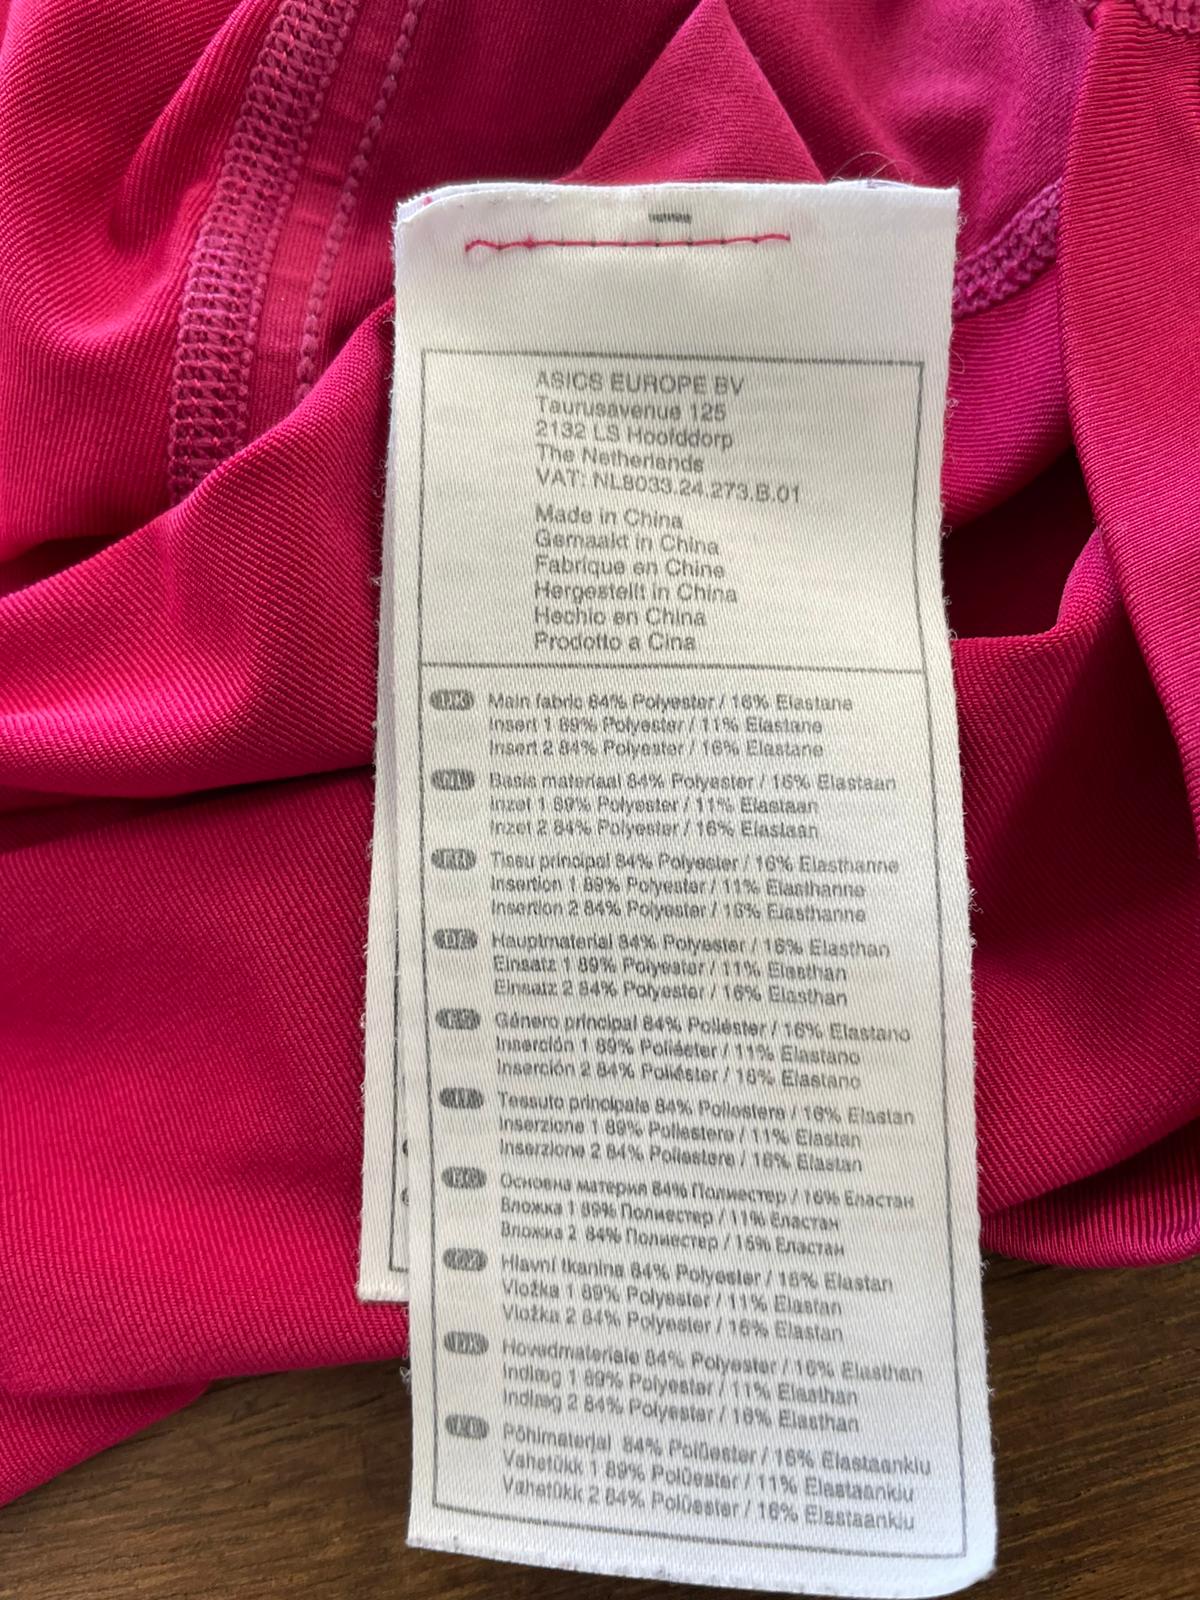 ASICS EUROPE BV
Taurusavenue 125
2132 LS Hoofddorp
The Netherlands
VAT: NL8033.24.273.B.01
Made in China
Gemaakt in China
Fabrique en Chine
Hergestellt in China
Hecho en China
Prodotto a Cina
Main fabric 84% Polyester / 16% Elastane
Insert 1 89% Polyester / 11% Elastane
Insert 2 84% Polyester / 16% Elastane
NL Basis materiaal 84% Polyester / 16% Elastaan
Inzet 1 89% Polyester / 11% Elastaan
Inzet 2 84% Polyester / 16% Elastaan
Tissu principal 84% Polyester / 16% Elasthanne
Insertion 1 89% Polyester / 11% Elasthanne
Insertion 2 84% Polyester / 16% Elasthanne
DE Hauptmaterial 84% Polyester / 16% Elasthan
Einsatz 1 89% Polyester / 11% Elasthan
Einsatz 2 84% Polyester / 16% Elasthan
ES Género principal 84% Poliéster / 16% Elastano
Inserción 1 89% Poliéster / 11% Elastano
Inserción 2 84% Poliéster / 16% Elastano
IT Tessuto principale 84% Poliestere / 16% Elastan
Inserzione 1 89% Poliestere / 11% Elastan
Inserzione 2 84% Poliestere / 16% Elastan
BG Основна материя 84% Полиестер / 16% Еластан
Вложка 1 89% Полиестер / 11% Еластан
Вложка 2 84% Полиестер / 16% Еластан
CZ Hlavní tkanina 84% Polyester / 16% Elastan
Vložka 1 89% Polyester / 11% Elastan
Vložka 2 84% Polyester / 16% Elastan
DK Hovedmateriale 84% Polyester / 16% Elasthan
Indlæg 1 89% Polyester / 11% Elasthan
Indlæg 2 84% Polyester / 16% Elasthan
Põhimaterjal 84% Polüester / 16% Elastaankiu
Vahetükk 1 89% Polüester / 11% Elastaankiu
Vahetükk 2 84% Polüester / 16% Elastaankiu